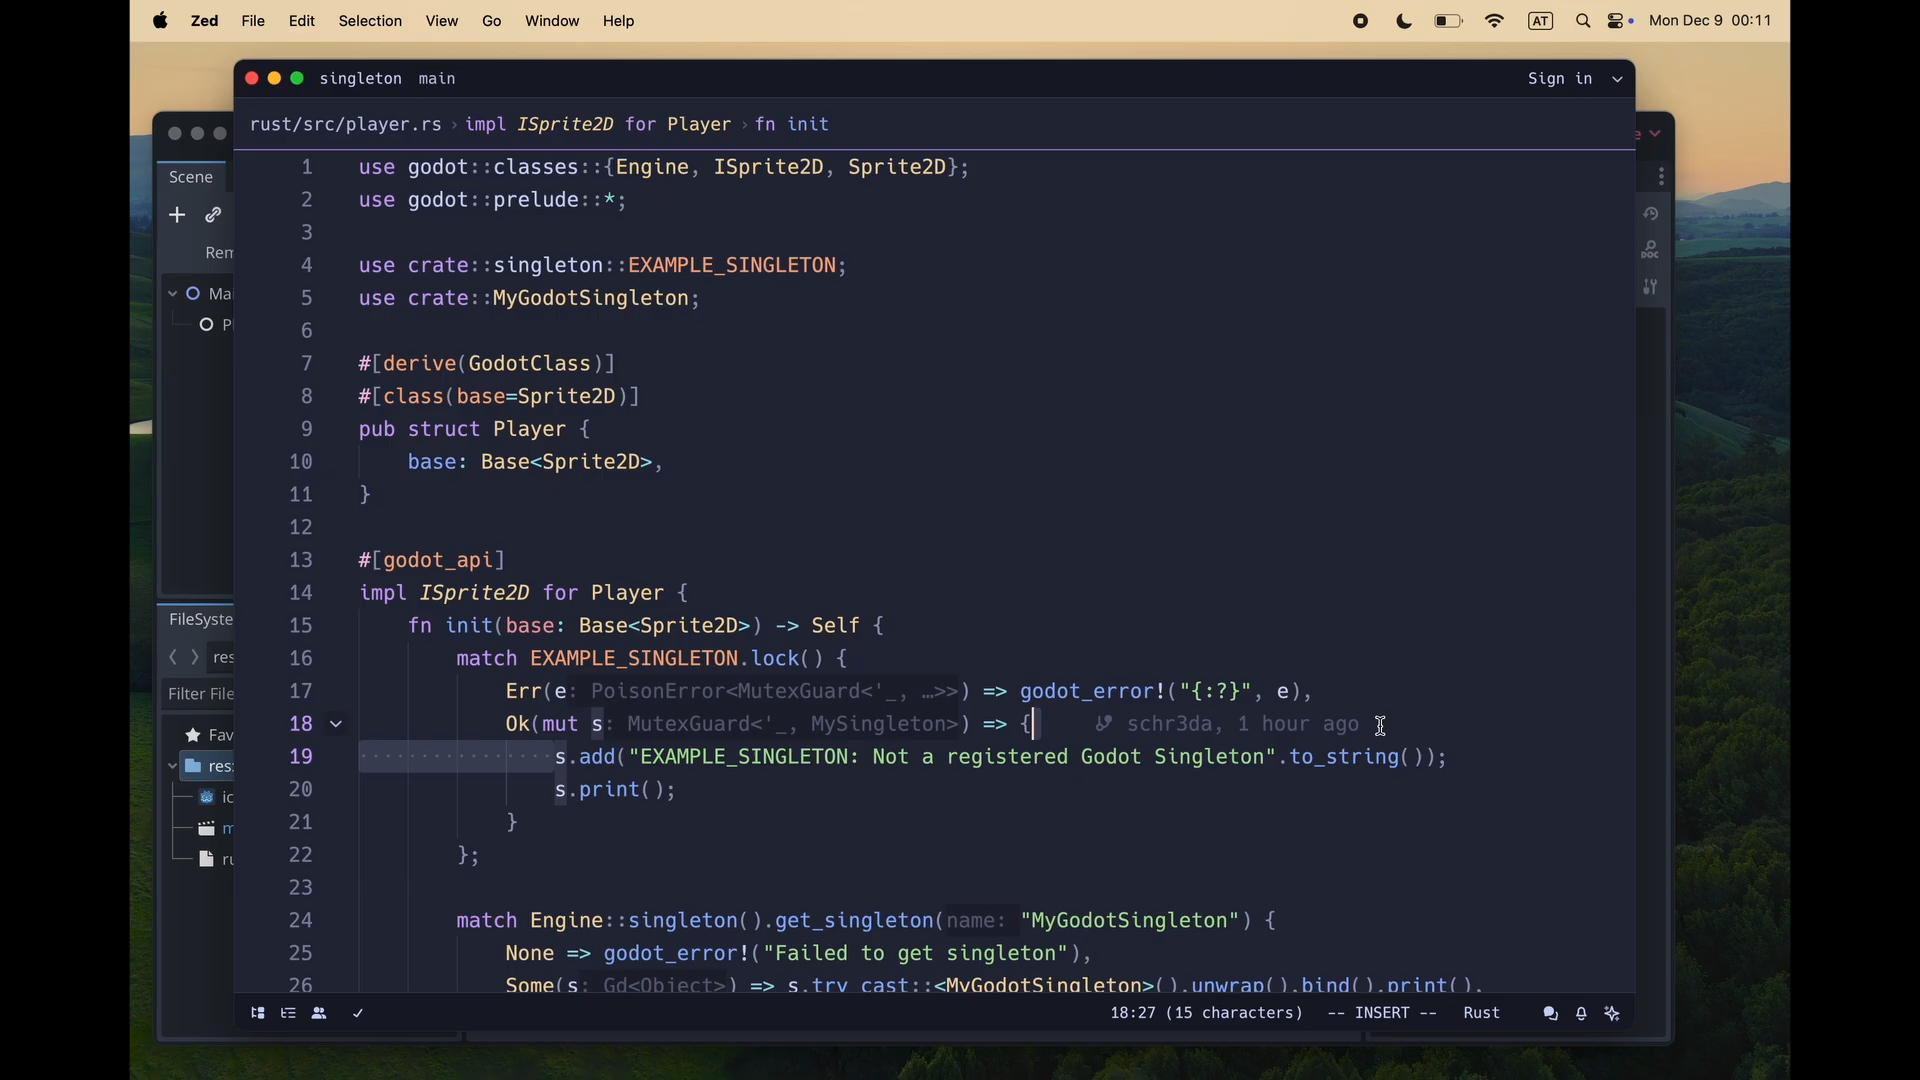 Zed File Edit Selection View Go Window Help AT Mon Dec 9 00:11
singleton main Sign in
rust/src/player.rs › impl ISprite2D for Player › fn init
Scene
1 use godot::classes::{Engine, ISprite2D, Sprite2D};
2 use godot::prelude::*;
3
4 use crate::singleton::EXAMPLE_SINGLETON;
5 use crate::MyGodotSingleton;
6
7 #[derive(GodotClass)]
8 #[class(base=Sprite2D)]
9 pub struct Player {
10 base: Base<Sprite2D>,
11 }
12
13 #[godot_api]
14 impl ISprite2D for Player {
15 fn init(base: Base<Sprite2D>) -> Self {
16 match EXAMPLE_SINGLETON.lock() {
17 Err(e: PoisonError<MutexGuard<'_, …>>) => godot_error!("{:?}", e),
18 Ok(mut s: MutexGuard<'_, MySingleton>) => { schr3da, 1 hour ago
19 s.add("EXAMPLE_SINGLETON: Not a registered Godot Singleton".to_string());
20 s.print();
21 }
22 };
23
24 match Engine::singleton().get_singleton(name: "MyGodotSingleton") {
25 None => godot_error!("Failed to get singleton"),
26 Some(s: Gd<Object>) => s.try_cast::<MyGodotSingleton>().unwrap().bind().print(),
Rem
Mai
Pl
FileSyste
res
Filter File
Fav
res:
ic
m
ru
DOC
18:27 (15 characters) -- INSERT -- Rust